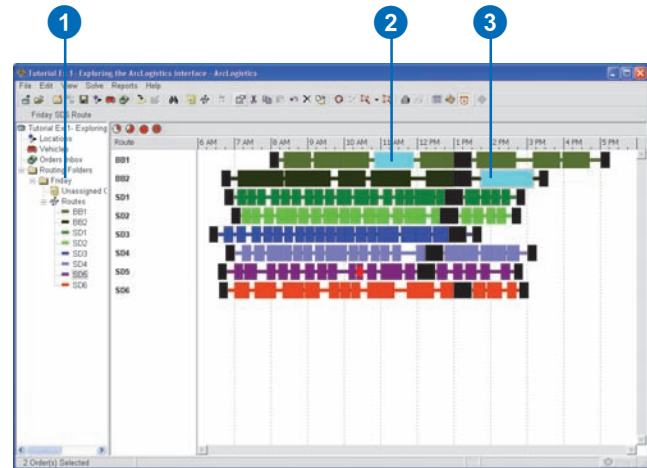 1 2 3
Tutorial Ex 1- Exploring the ArcLogistics interface - ArcLogistics
File Edit View Solve Reports Help
Friday SD5 Route
Tutorial Ex 1- Exploring
Locations
Vehicles
Orders Inbox
Routing Folders
Friday
Unassigned O
Routes
BB1
BB2
SD1
SD2
SD3
SD4
SD5
SD6
Route 6 AM 7 AM 8 AM 9 AM 10 AM 11 AM 12 PM 1 PM 2 PM 3 PM 4 PM 5 PM
BB1
BB2
SD1
SD2
SD3
SD4
SD5
SD6
2 Order(s) Selected